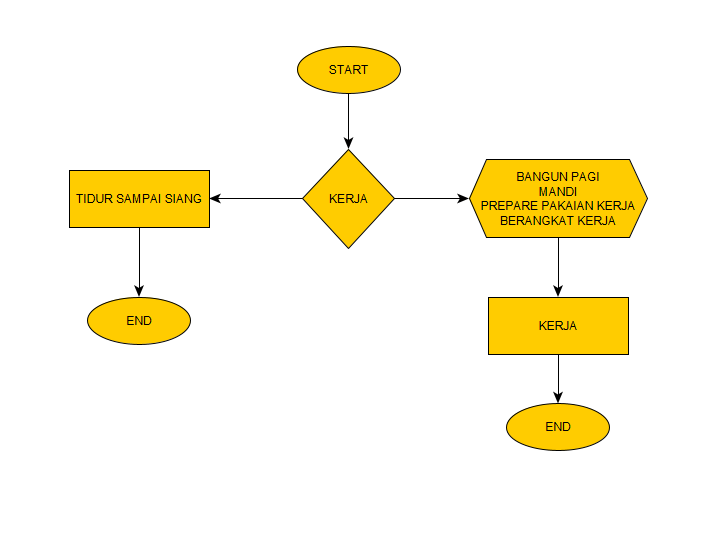 START
KERJA
TIDUR SAMPAI SIANG
END
BANGUN PAGI
MANDI
PREPARE PAKAIAN KERJA
BERANGKAT KERJA
KERJA
END